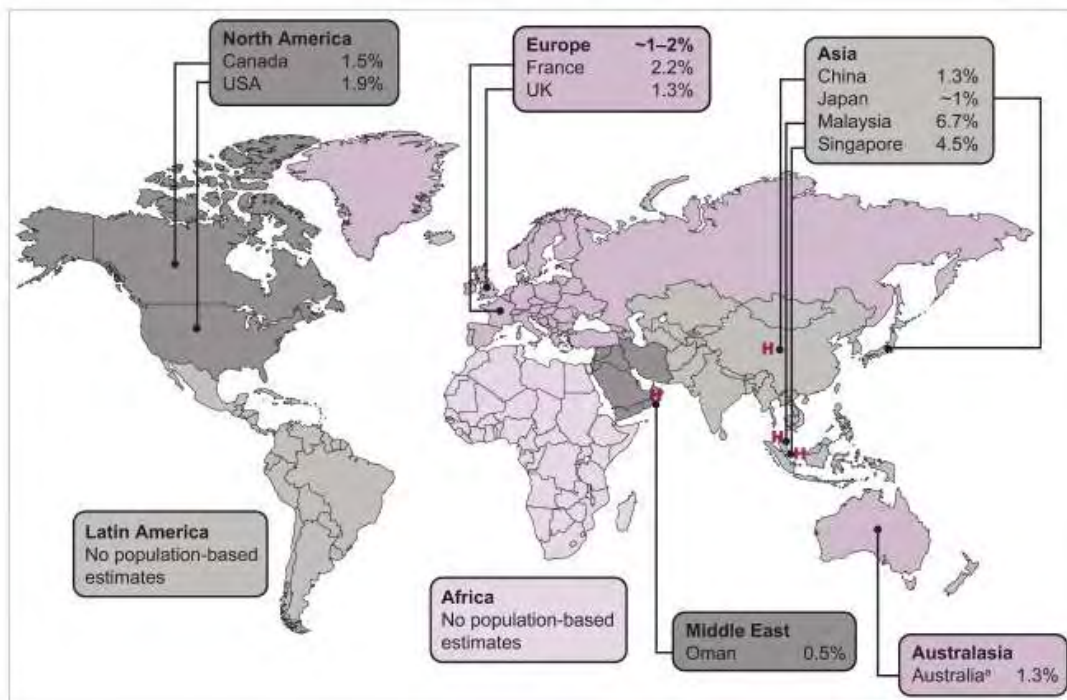 North America
Canada 1.5%
USA 1.9%
Europe ~1–2%
France 2.2%
UK 1.3%
Asia
China 1.3%
Japan ~1%
Malaysia 6.7%
Singapore 4.5%
H
H
H
H
Latin America
No population-based
estimates
Africa
No population-based
estimates
Middle East
Oman 0.5%
Australasia
Australiaᵃ 1.3%